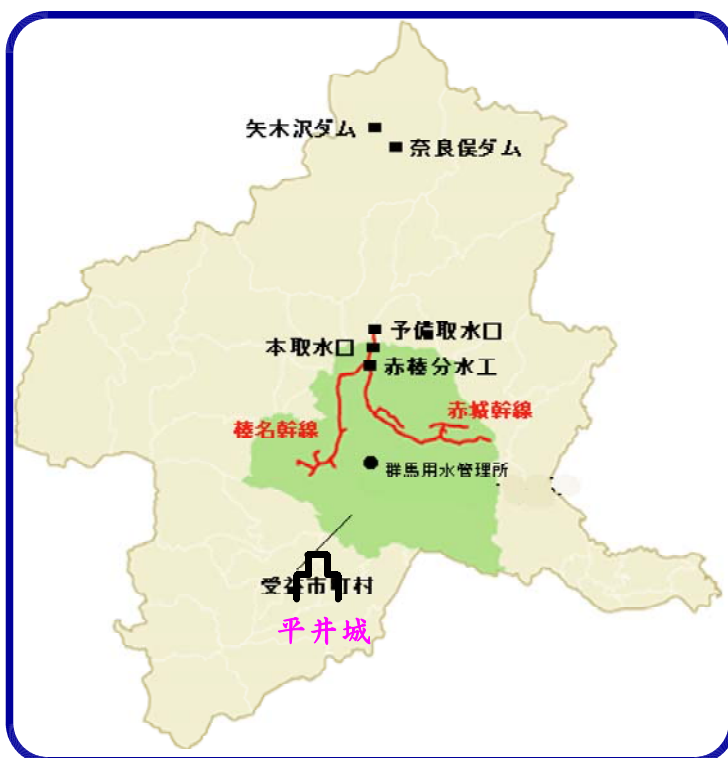 矢木沢ダム
奈良俣ダム
予備取水口
本取水口
赤榛分水工
赤城幹線
榛名幹線
群馬用水管理所
受益市町村
平井城